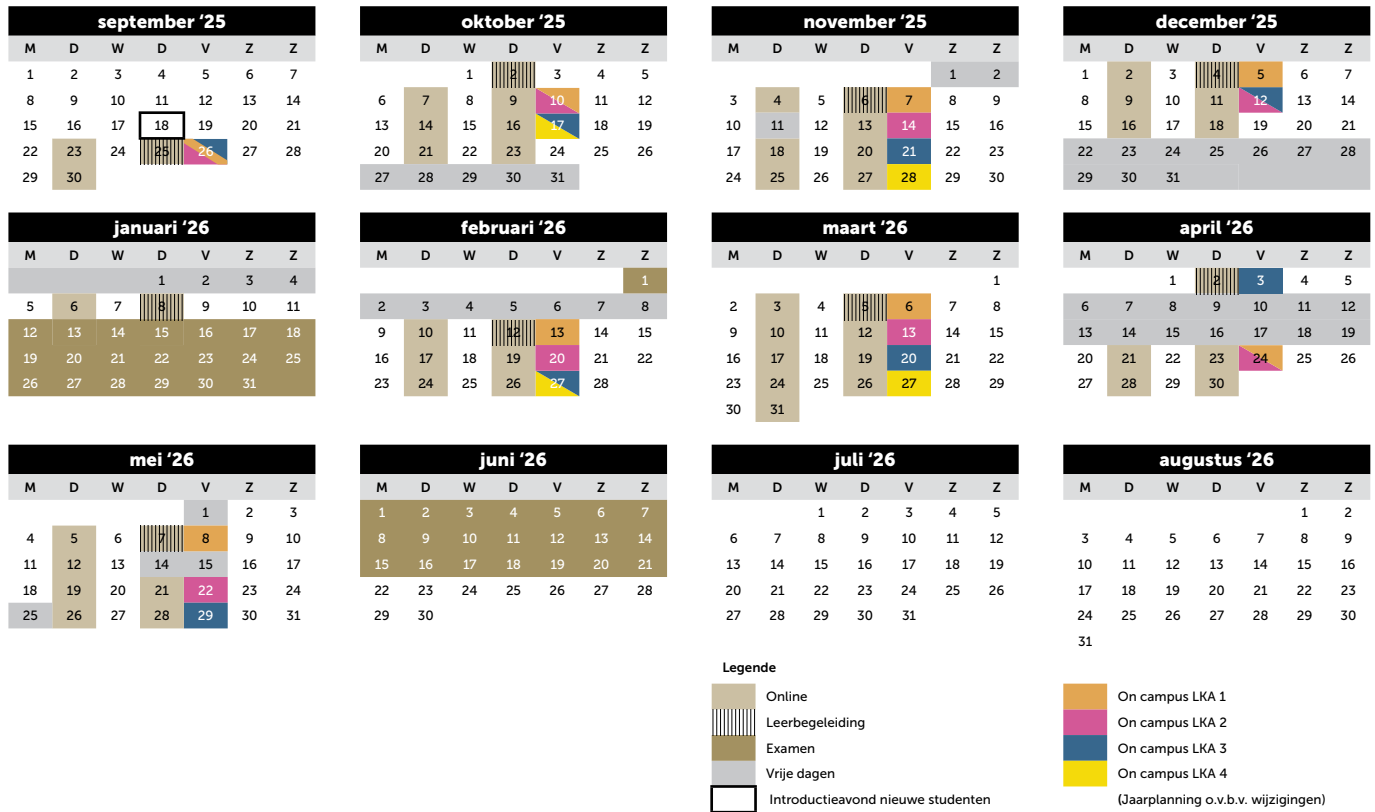 september ‘25
M D W D V Z Z
1 2 3 4 5 6 7
8 9 10 11 12 13 14
15 16 17 18 19 20 21
22 23 24 25 26 27 28
29 30
oktober ‘25
M D W D V Z Z
1 2 3 4 5
6 7 8 9 10 11 12
13 14 15 16 17 18 19
20 21 22 23 24 25 26
27 28 29 30 31
november ‘25
M D W D V Z Z
1 2
3 4 5 6 7 8 9
10 11 12 13 14 15 16
17 18 19 20 21 22 23
24 25 26 27 28 29 30
december ‘25
M D W D V Z Z
1 2 3 4 5 6 7
8 9 10 11 12 13 14
15 16 17 18 19 20 21
22 23 24 25 26 27 28
29 30 31
januari ‘26
M D W D V Z Z
1 2 3 4
5 6 7 8 9 10 11
12 13 14 15 16 17 18
19 20 21 22 23 24 25
26 27 28 29 30 31
februari ‘26
M D W D V Z Z
1
2 3 4 5 6 7 8
9 10 11 12 13 14 15
16 17 18 19 20 21 22
23 24 25 26 27 28
maart ‘26
M D W D V Z Z
1
2 3 4 5 6 7 8
9 10 11 12 13 14 15
16 17 18 19 20 21 22
23 24 25 26 27 28 29
30 31
april ‘26
M D W D V Z Z
1 2 3 4 5
6 7 8 9 10 11 12
13 14 15 16 17 18 19
20 21 22 23 24 25 26
27 28 29 30
mei ‘26
M D W D V Z Z
1 2 3
4 5 6 7 8 9 10
11 12 13 14 15 16 17
18 19 20 21 22 23 24
25 26 27 28 29 30 31
juni ‘26
M D W D V Z Z
1 2 3 4 5 6 7
8 9 10 11 12 13 14
15 16 17 18 19 20 21
22 23 24 25 26 27 28
29 30
juli ‘26
M D W D V Z Z
1 2 3 4 5
6 7 8 9 10 11 12
13 14 15 16 17 18 19
20 21 22 23 24 25 26
27 28 29 30 31
augustus ‘26
M D W D V Z Z
1 2
3 4 5 6 7 8 9
10 11 12 13 14 15 16
17 18 19 20 21 22 23
24 25 26 27 28 29 30
31
Legende
Online
Leerbegeleiding
Examen
Vrije dagen
Introductieavond nieuwe studenten
On campus LKA 1
On campus LKA 2
On campus LKA 3
On campus LKA 4
(Jaarplanning o.v.b.v. wijzigingen)